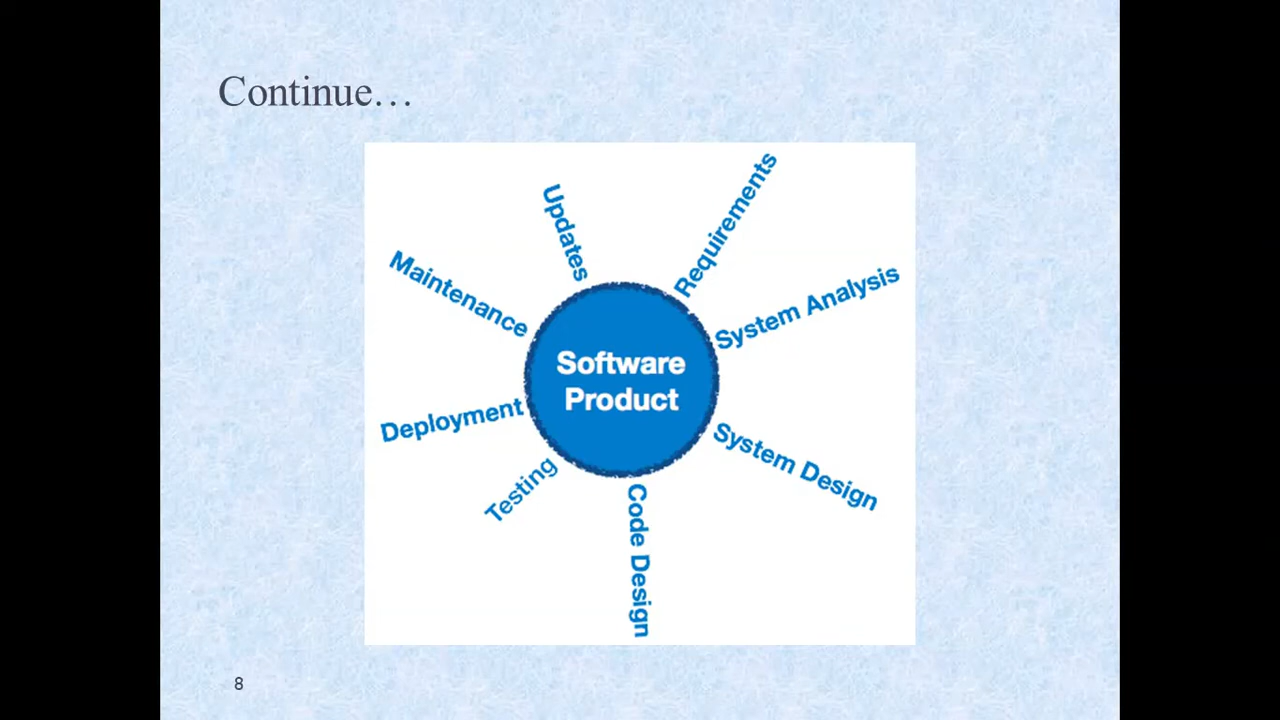 Continue…
Updates
Requirements
Maintenance
System Analysis
Software
Product
Deployment
System Design
Testing
Code Design
8